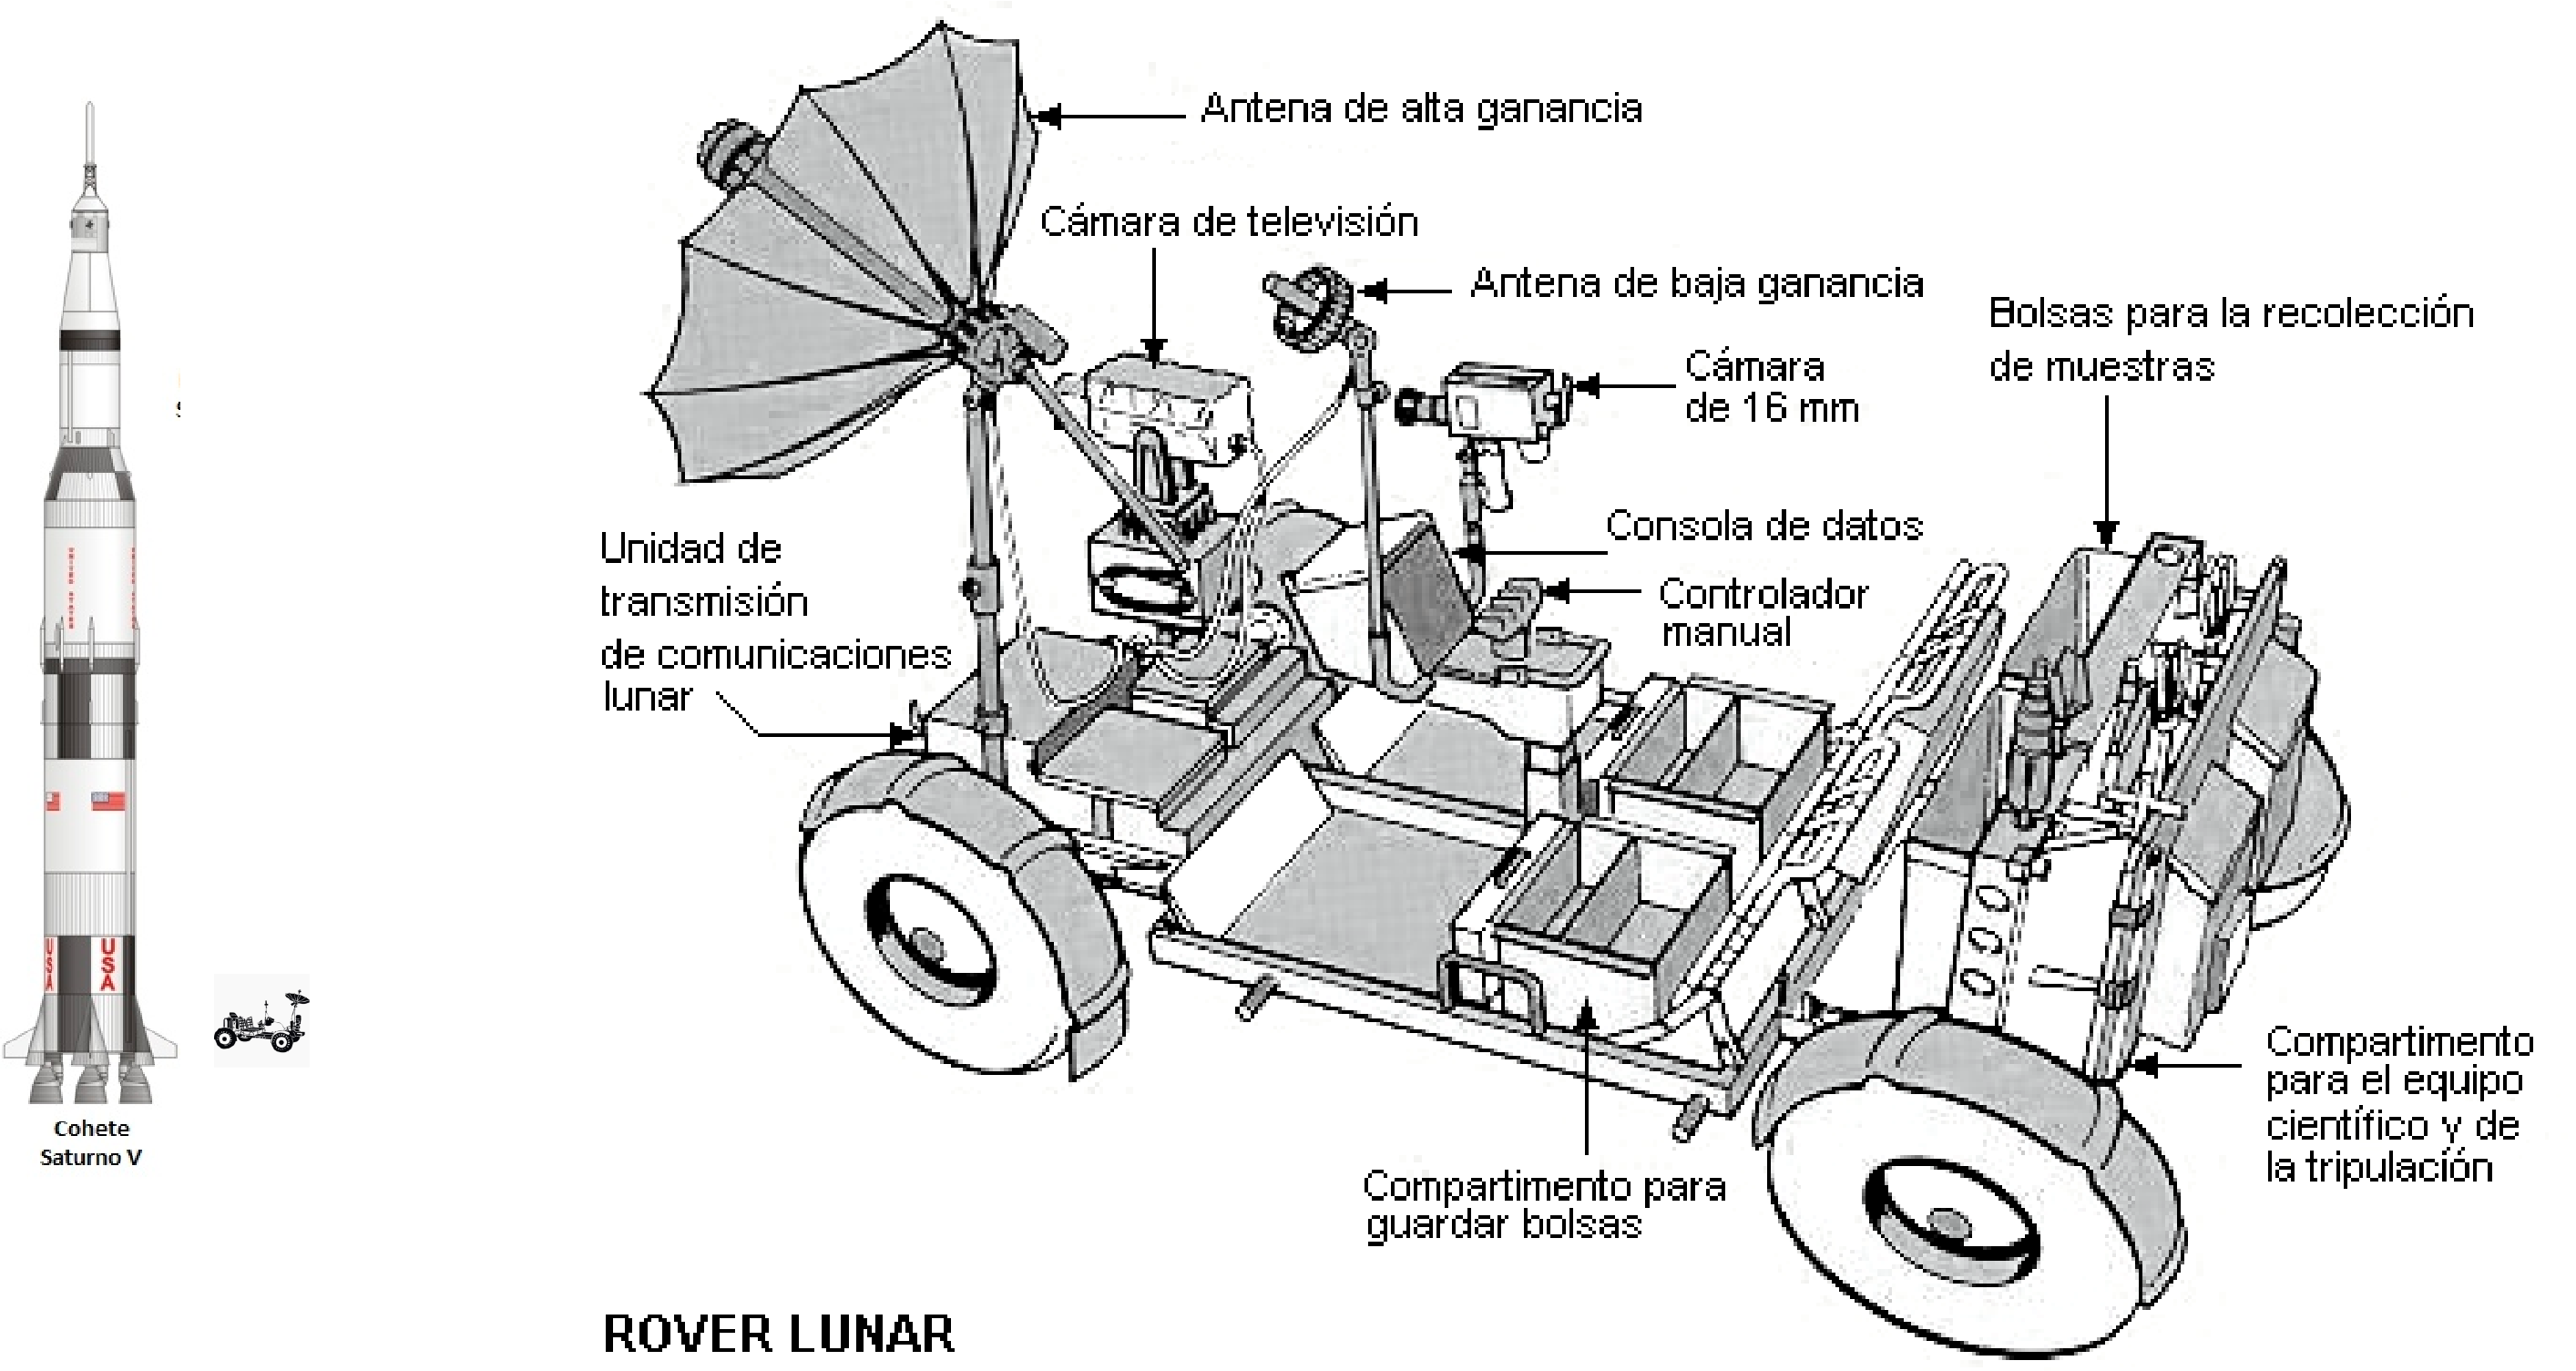 Antena de alta ganancia
Cámara de televisión
Antena de baja ganancia
Bolsas para la recolección
de muestras
Cámara
de 16 mm
Consola de datos
Unidad de
transmisión
de comunicaciones
lunar
Controlador
manual
USA
USA
Compartimento
para el equipo
científico y de
la tripulación
Cohete
Saturno V
Compartimento para
guardar bolsas
ROVER LUNAR